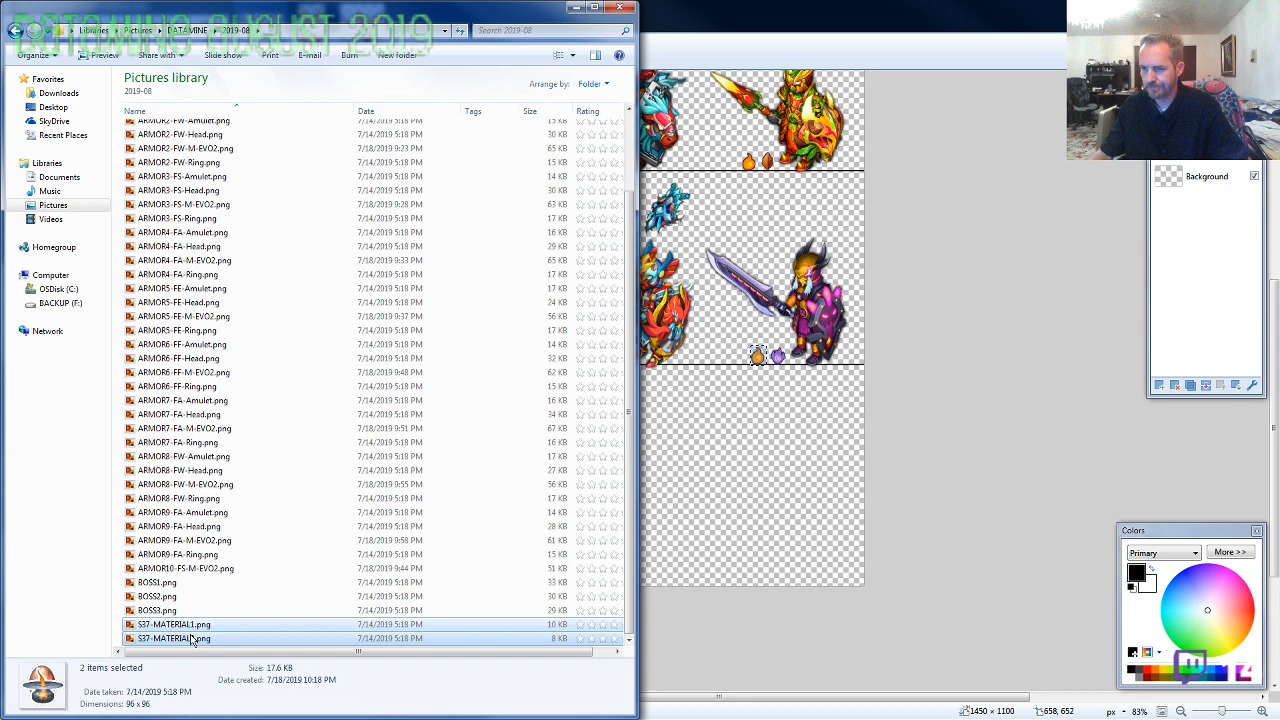 DATAMINE AUGUST 2019
Libraries ▸ Pictures ▸ DATAMINE ▸ 2019-08 ▸
Search 2019-08
Organize Preview Share with Slide show Print E-mail Burn New folder
Pictures library
2019-08
Arrange by: Folder
Name Date Tags Size Rating
Favorites
Downloads
Desktop
SkyDrive
Recent Places
Libraries
Documents
Music
Pictures
Videos
Homegroup
Computer
OSDisk (C:)
BACKUP (F:)
Network
ARMOR2-FW-Amulet.png 7/14/2019 5:18 PM 15 KB
ARMOR2-FW-Head.png 7/14/2019 5:18 PM 30 KB
ARMOR2-FW-M-EVO2.png 7/18/2019 9:23 PM 65 KB
ARMOR2-FW-Ring.png 7/14/2019 5:18 PM 15 KB
ARMOR3-FS-Amulet.png 7/14/2019 5:18 PM 14 KB
ARMOR3-FS-Head.png 7/14/2019 5:18 PM 31 KB
ARMOR3-FS-M-EVO2.png 7/18/2019 9:28 PM 63 KB
ARMOR3-FS-Ring.png 7/14/2019 5:18 PM 17 KB
ARMOR4-FA-Amulet.png 7/14/2019 5:18 PM 16 KB
ARMOR4-FA-Head.png 7/14/2019 5:18 PM 29 KB
ARMOR4-FA-M-EVO2.png 7/18/2019 9:33 PM 65 KB
ARMOR4-FA-Ring.png 7/14/2019 5:18 PM 17 KB
ARMOR5-FE-Amulet.png 7/14/2019 5:18 PM 17 KB
ARMOR5-FE-Head.png 7/14/2019 5:18 PM 24 KB
ARMOR5-FE-M-EVO2.png 7/18/2019 9:37 PM 56 KB
ARMOR5-FE-Ring.png 7/14/2019 5:18 PM 17 KB
ARMOR6-FF-Amulet.png 7/14/2019 5:18 PM 14 KB
ARMOR6-FF-Head.png 7/14/2019 5:18 PM 32 KB
ARMOR6-FF-M-EVO2.png 7/18/2019 9:48 PM 62 KB
ARMOR6-FF-Ring.png 7/14/2019 5:18 PM 17 KB
ARMOR7-FA-Amulet.png 7/14/2019 5:18 PM 14 KB
ARMOR7-FA-Head.png 7/14/2019 5:18 PM 34 KB
ARMOR7-FA-M-EVO2.png 7/18/2019 9:51 PM 67 KB
ARMOR7-FA-Ring.png 7/14/2019 5:18 PM 16 KB
ARMOR8-FW-Amulet.png 7/14/2019 5:18 PM 17 KB
ARMOR8-FW-Head.png 7/14/2019 5:18 PM 27 KB
ARMOR8-FW-M-EVO2.png 7/18/2019 9:55 PM 56 KB
ARMOR8-FW-Ring.png 7/14/2019 5:18 PM 17 KB
ARMOR9-FA-Amulet.png 7/14/2019 5:18 PM 14 KB
ARMOR9-FA-Head.png 7/14/2019 5:18 PM 28 KB
ARMOR9-FA-M-EVO2.png 7/18/2019 9:58 PM 61 KB
ARMOR9-FA-Ring.png 7/14/2019 5:18 PM 15 KB
ARMOR10-FS-M-EVO2.png 7/18/2019 9:44 PM 51 KB
BOSS1.png 7/14/2019 5:18 PM 33 KB
BOSS2.png 7/14/2019 5:18 PM 30 KB
BOSS3.png 7/14/2019 5:18 PM 29 KB
S37-MATERIAL1.png 7/14/2019 5:18 PM 10 KB
7/14/2019 5:18 PM 8 KB
2 items selected
Size: 17.6 KB
Date created: 7/18/2019 10:18 PM
Date taken: 7/14/2019 5:18 PM
Dimensions: 96 x 96
Background
Colors
Primary More >>
1450 × 1100 658, 652 px 83%